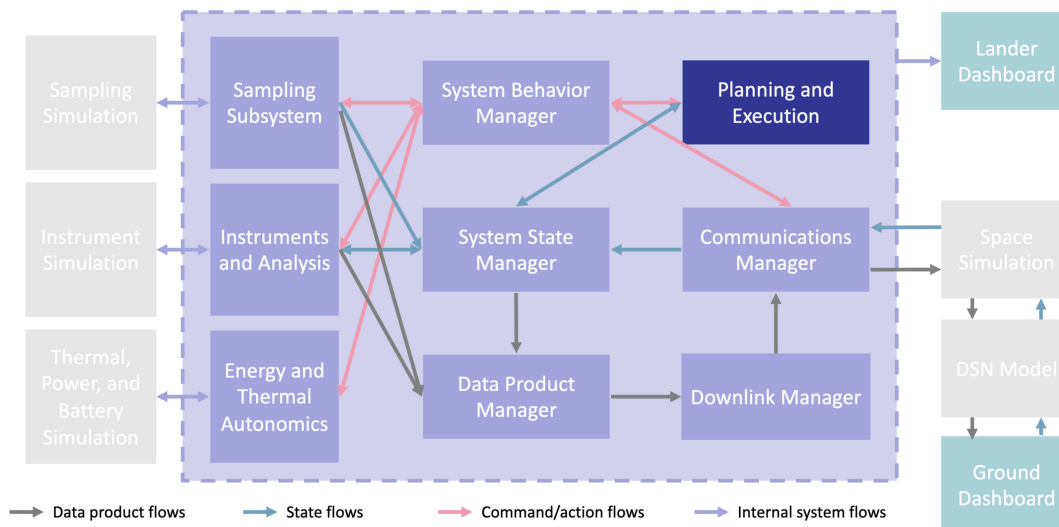 Sampling
Simulation
Sampling
Subsystem
System Behavior
Manager
Planning and
Execution
Lander
Dashboard
Instrument
Simulation
Instruments
and Analysis
System State
Manager
Communications
Manager
Space
Simulation
Thermal,
Power, and
Battery
Simulation
Energy and
Thermal
Autonomics
Data Product
Manager
Downlink Manager
DSN Model
Ground
Dashboard
Data product flows
State flows
Command/action flows
Internal system flows